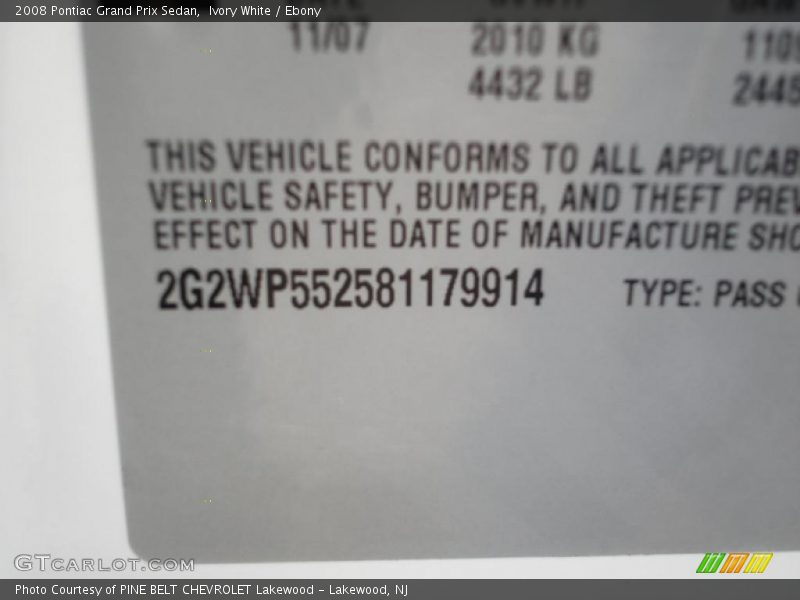 2008 Pontiac Grand Prix Sedan,  Ivory White / Ebony
11/07 2010 KG
4432 LB 2445
THIS VEHICLE CONFORMS TO ALL
VEHICLE SAFETY, BUMPER, AND THEFT
EFFECT ON THE DATE OF MANUFACTURE
2G2WP552581179914 TYPE: PASS
GTCARLOT.COM
Photo Courtesy of PINE BELT CHEVROLET Lakewood - Lakewood, NJ